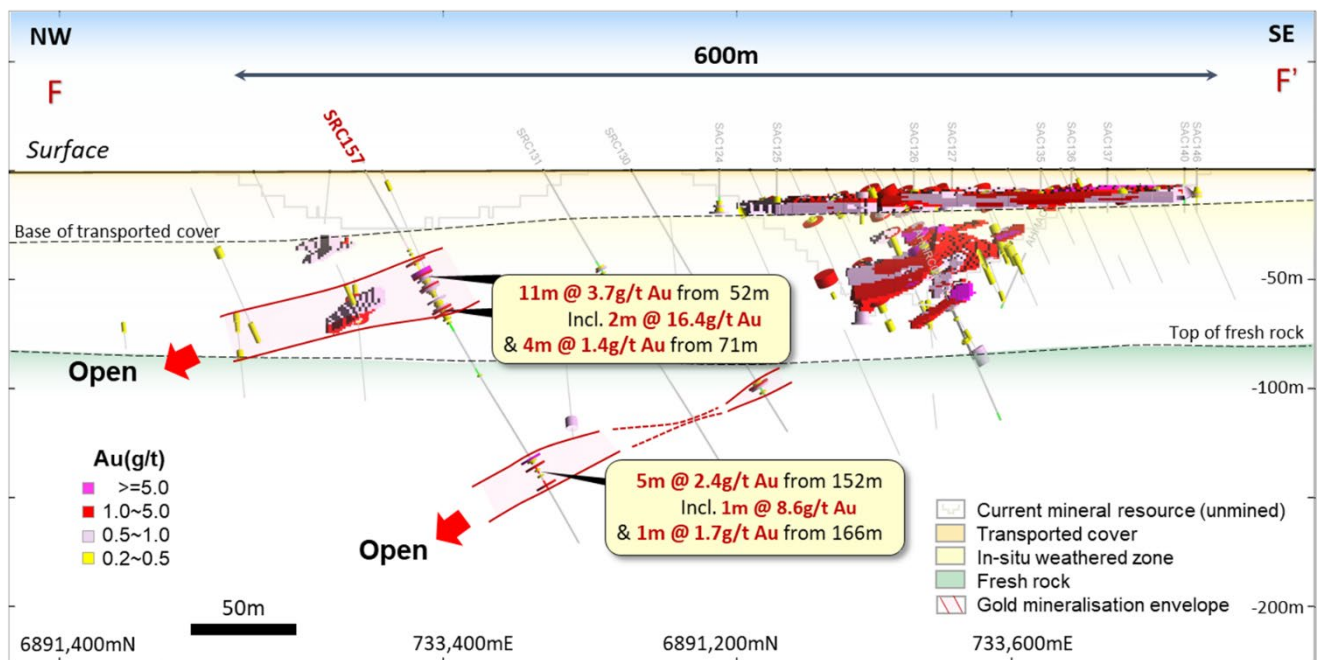 NW
SE
600m
F
F'
SRC157
SRC131
SRC130
SAC124
SAC125
SAC126
SAC127
SAC135
SAC136
SAC137
SAC140
SAC146
Surface
Base of transported cover
11m @ 3.7g/t Au from 52m
Incl. 2m @ 16.4g/t Au
& 4m @ 1.4g/t Au from 71m
-50m
Top of fresh rock
Open
-100m
Au(g/t)
>=5.0
1.0~5.0
0.5~1.0
0.2~0.5
5m @ 2.4g/t Au from 152m
Incl. 1m @ 8.6g/t Au
& 1m @ 1.7g/t Au from 166m
Open
Current mineral resource (unmined)
Transported cover
In-situ weathered zone
Fresh rock
Gold mineralisation envelope
-200m
50m
6891,400mN
733,400mE
6891,200mN
733,600mE